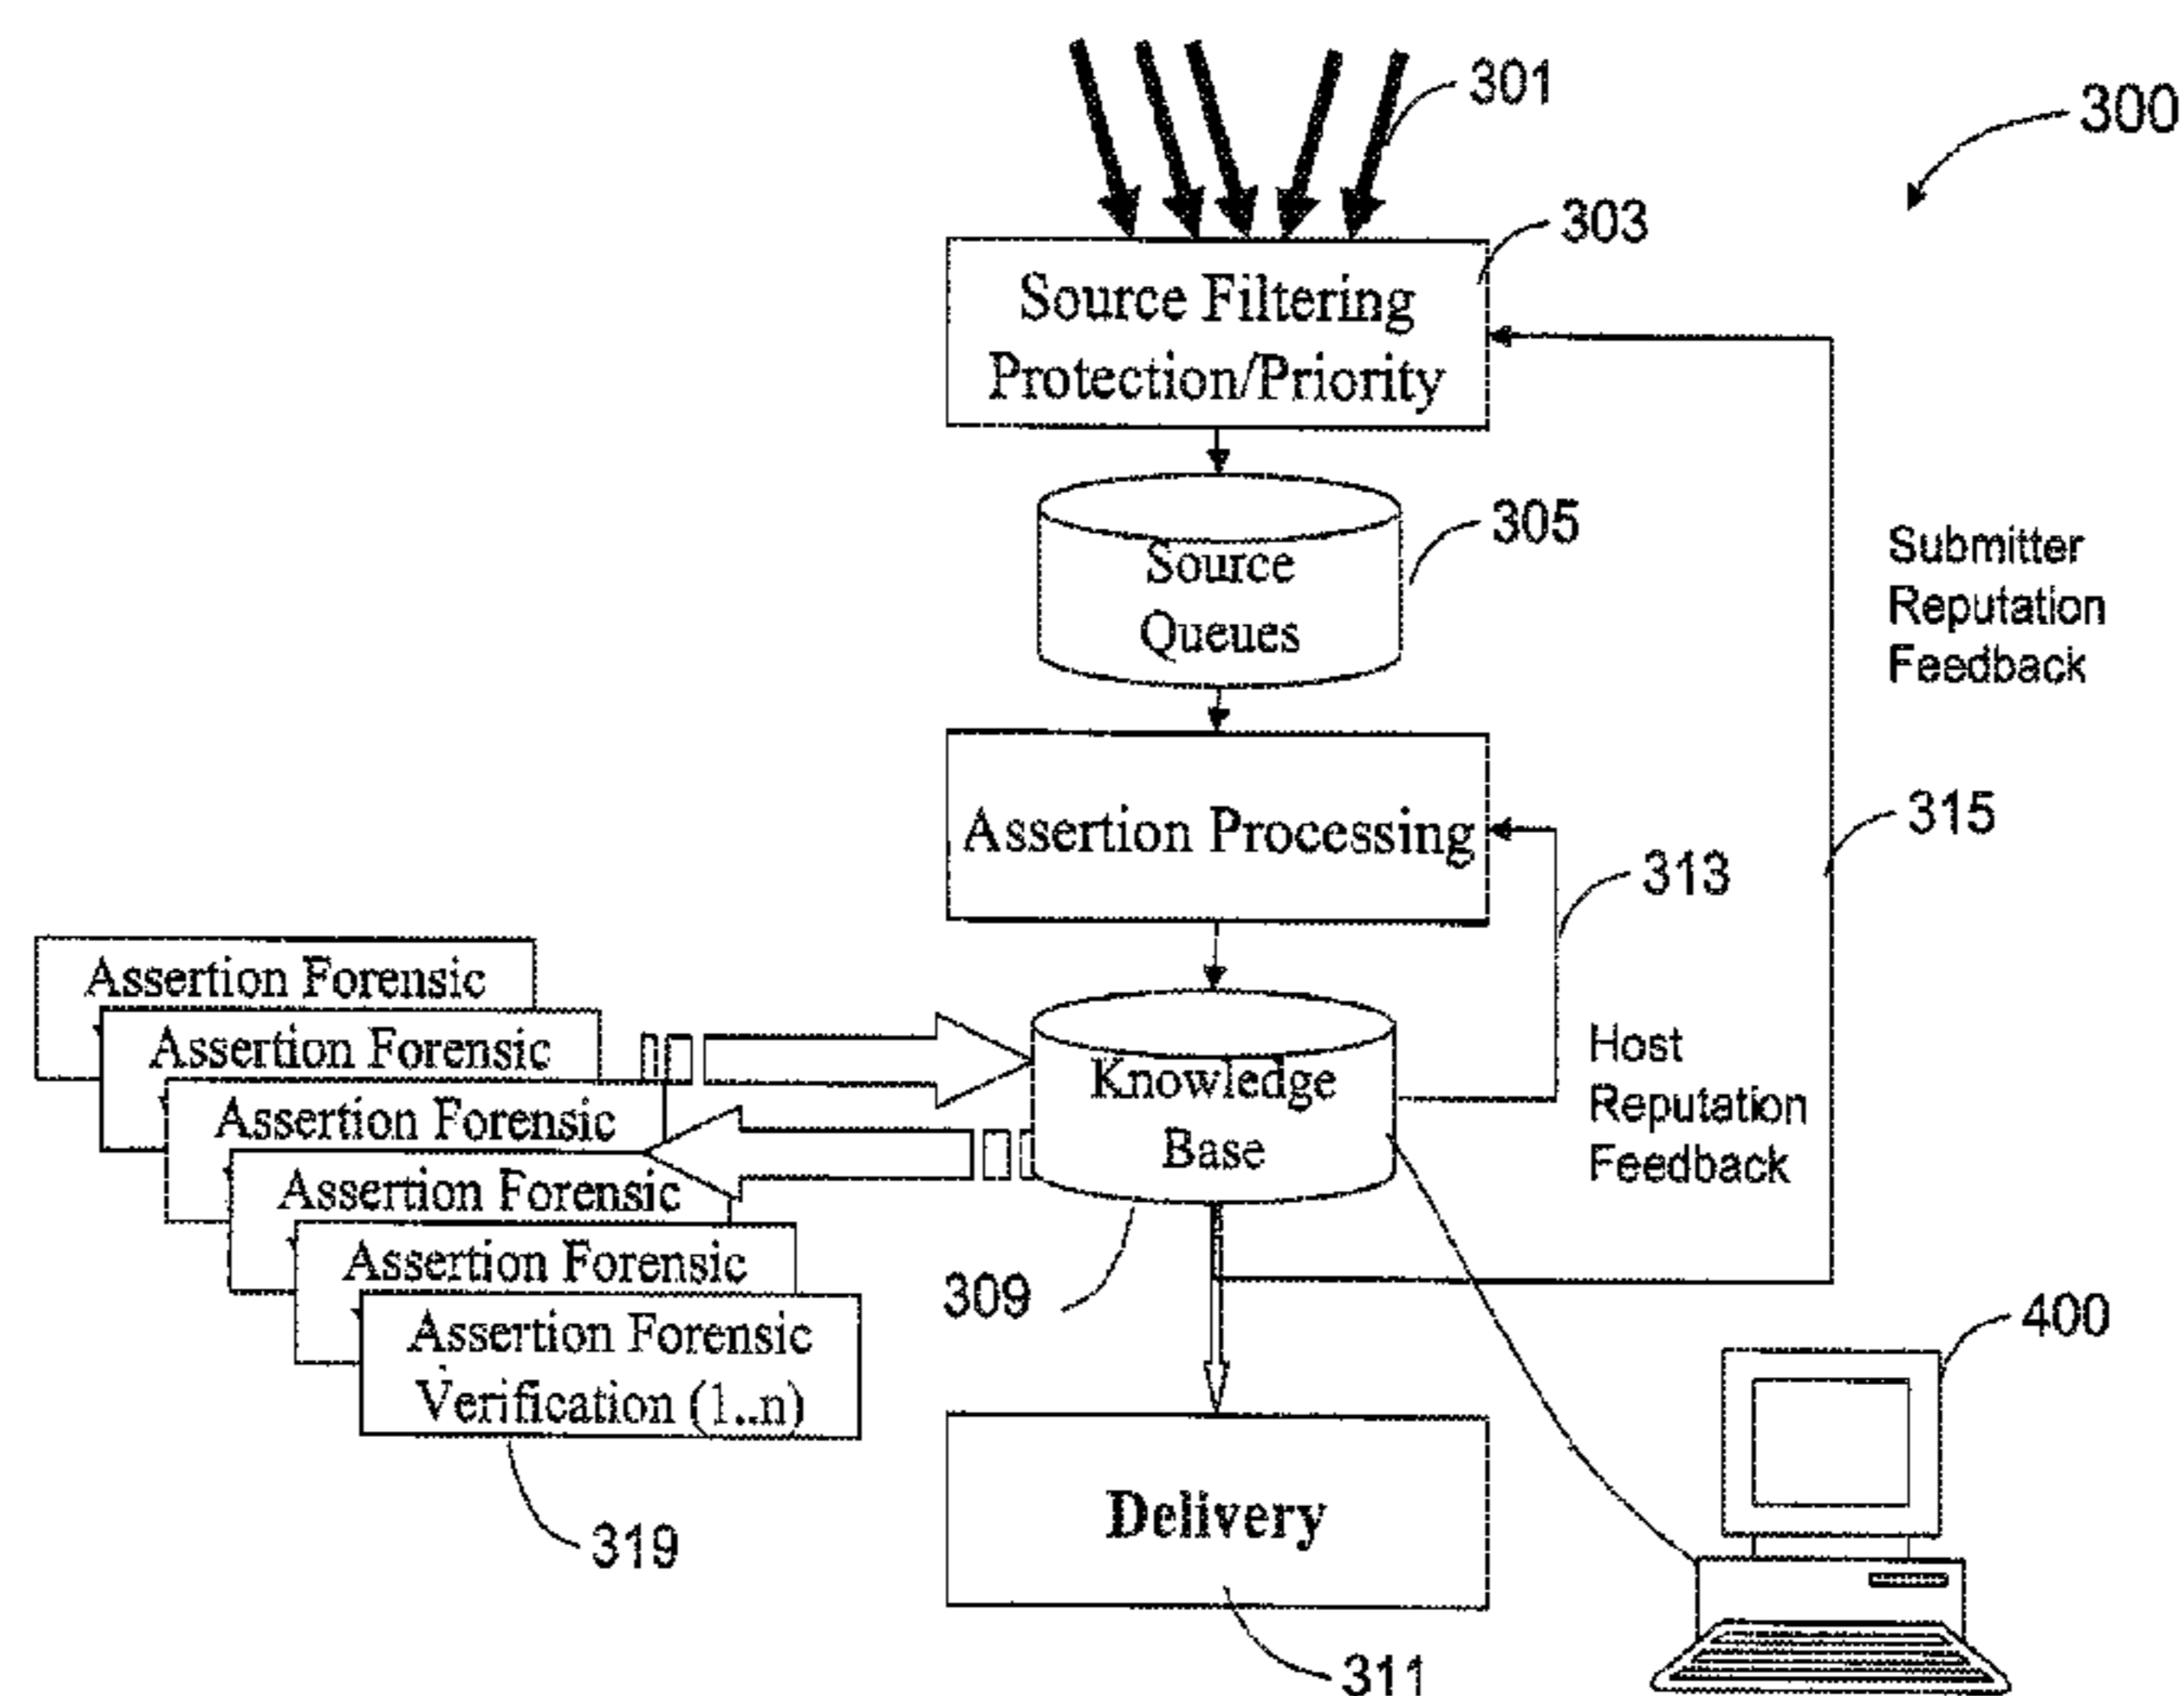 301
300
303
Source Filtering
Protection/Priority
305
Source
Queues
Submitter
Reputation
Feedback
Assertion Processing
315
313
Assertion Forensic
Assertion Forensic
Assertion Forensic
Assertion Forensic
Assertion Forensic
Assertion Forensic
Verification (1..n)
319
Knowledge
Base
Host
Reputation
Feedback
309
400
Delivery
311